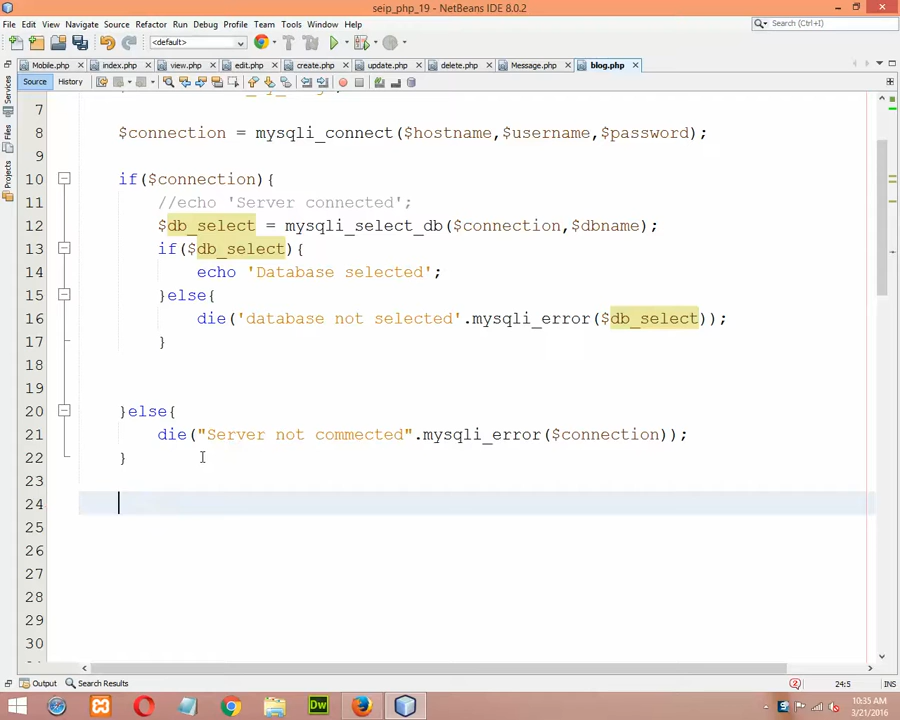 seip_php_19 - NetBeans IDE 8.0.2
File Edit View Navigate Source Refactor Run Debug Profile Team Tools Window Help
Search (Ctrl+I)
<default>
Mobile.php index.php view.php edit.php create.php update.php delete.php Message.php blog.php
Source History
Services
Files
Projects
7
8 $connection = mysqli_connect($hostname,$username,$password);
9
10 if($connection){
11 //echo 'Server connected';
12 $db_select = mysqli_select_db($connection,$dbname);
13 if($db_select){
14 echo 'Database selected';
15 }else{
16 die('database not selected'.mysqli_error($db_select));
17 }
18
19
20 }else{
21 die("Server not commected".mysqli_error($connection));
22 }
23
24
25
26
27
28
29
30
Output Search Results
2 24:5 INS
Dw
10:35 AM
3/21/2016